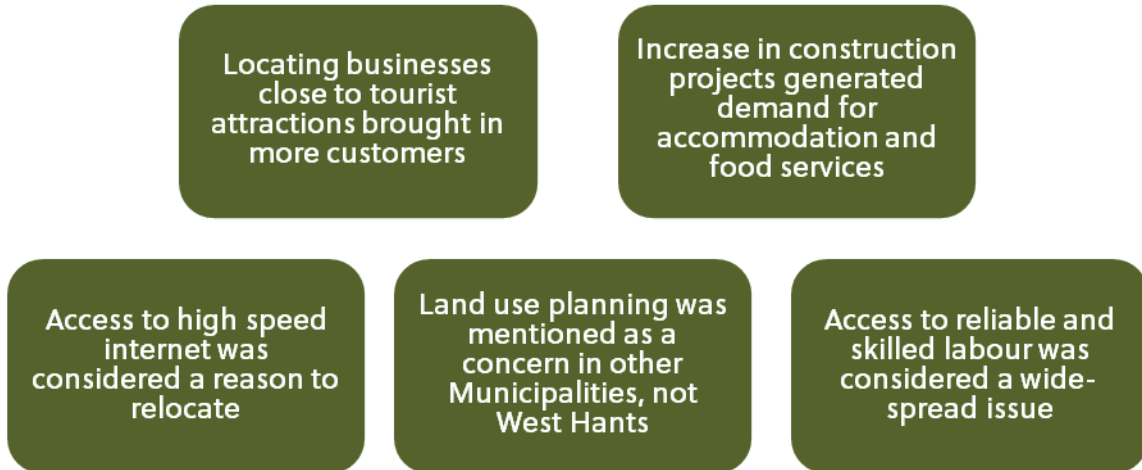 Locating businesses
close to tourist
attractions brought in
more customers
Increase in construction
projects generated
demand for
accommodation and
food services
Access to high speed
internet was
considered a reason to
relocate
Land use planning was
mentioned as a
concern in other
Municipalities, not
West Hants
Access to reliable and
skilled labour was
considered a wide-
spread issue